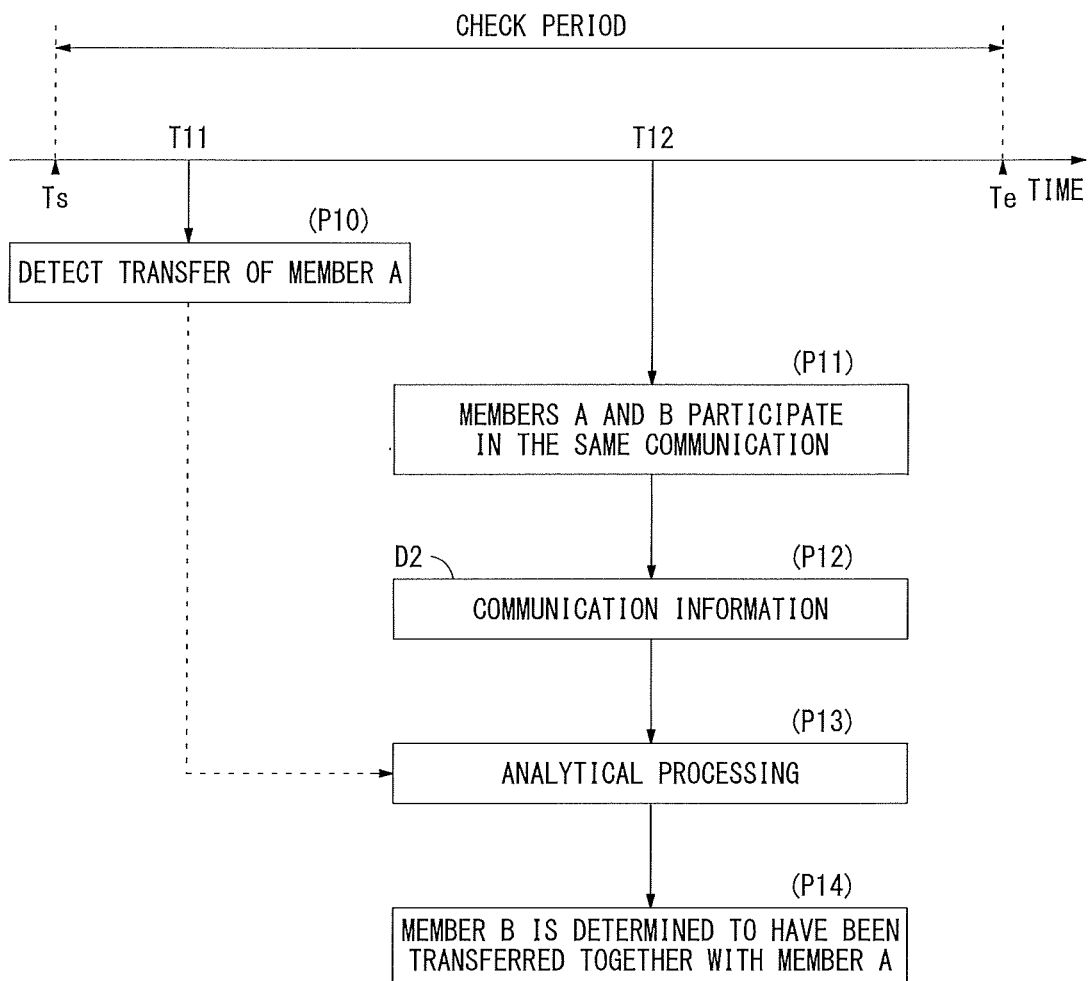 CHECK PERIOD
T11
T12
Ts
Te
TIME
(P10)
DETECT TRANSFER OF MEMBER A
(P11)
MEMBERS A AND B PARTICIPATE
IN THE SAME COMMUNICATION
D2
(P12)
COMMUNICATION INFORMATION
(P13)
ANALYTICAL PROCESSING
(P14)
MEMBER B IS DETERMINED TO HAVE BEEN
TRANSFERRED TOGETHER WITH MEMBER A